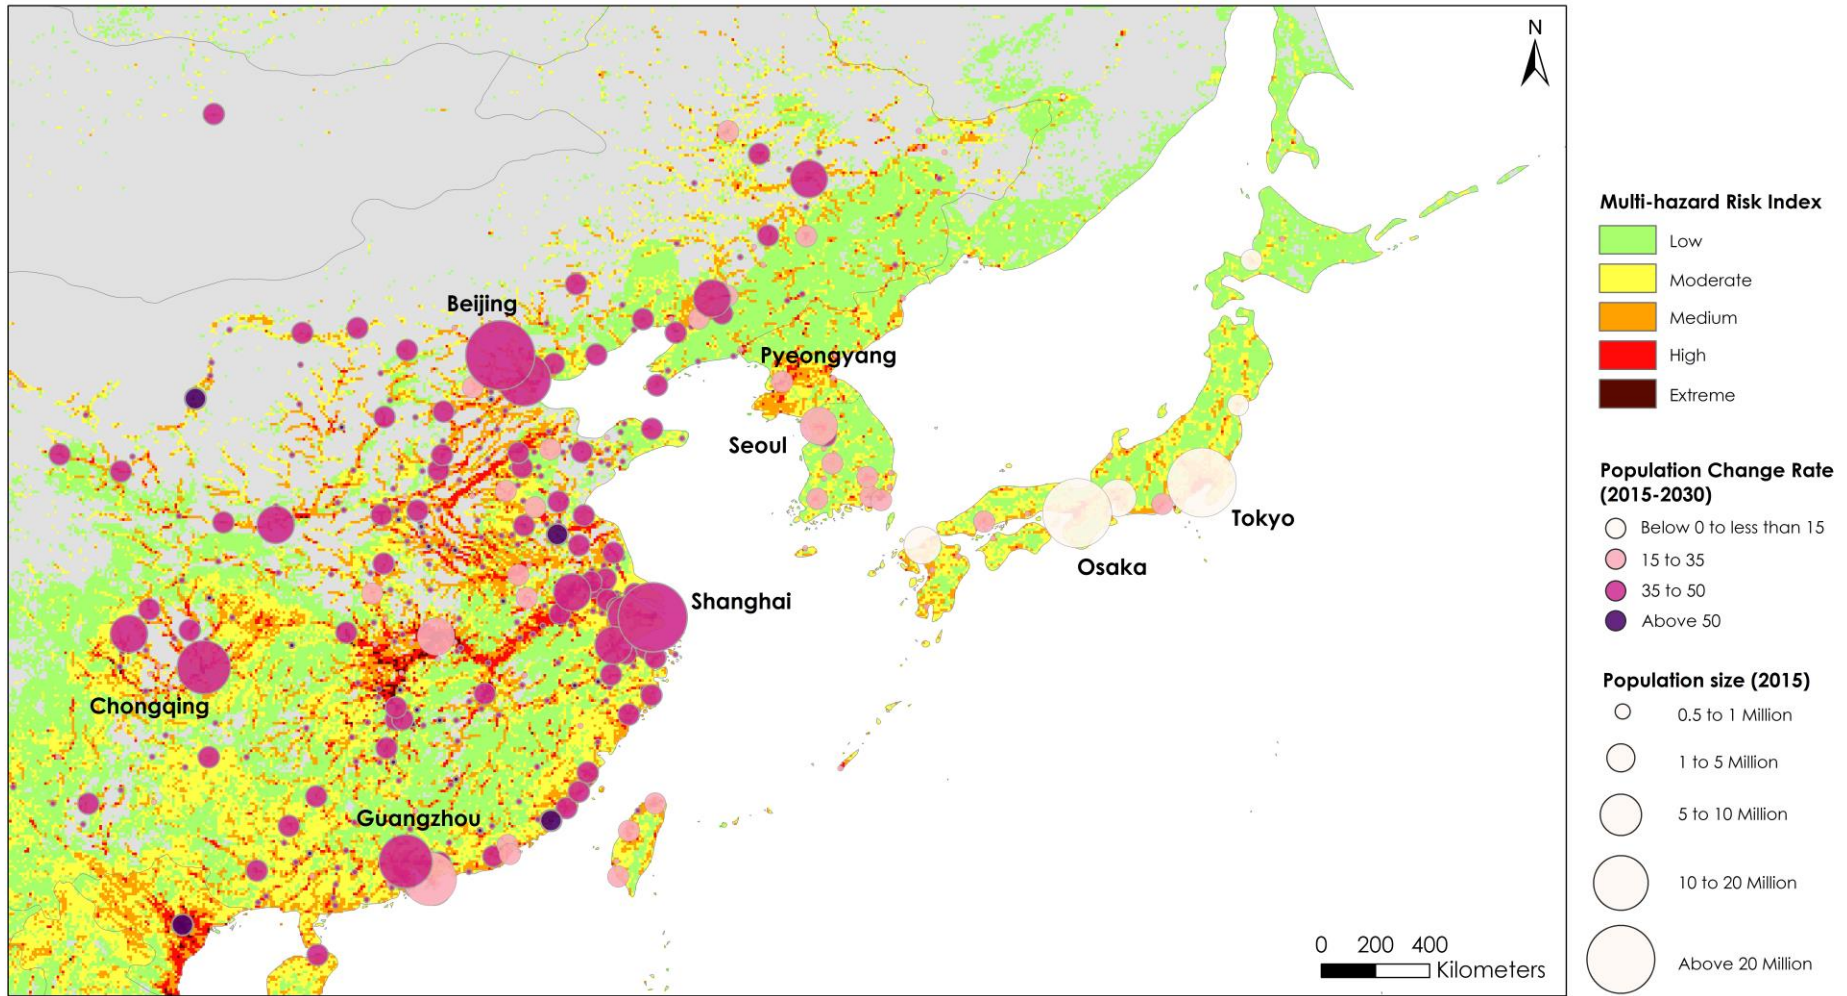 N
Beijing
Pyeongyang
Seoul
Tokyo
Osaka
Shanghai
Chongqing
Guangzhou
0 200 400
Kilometers
Multi-hazard Risk Index
Low
Moderate
Medium
High
Extreme
Population Change Rate
(2015-2030)
Below 0 to less than 15
15 to 35
35 to 50
Above 50
Population size (2015)
0.5 to 1 Million
1 to 5 Million
5 to 10 Million
10 to 20 Million
Above 20 Million